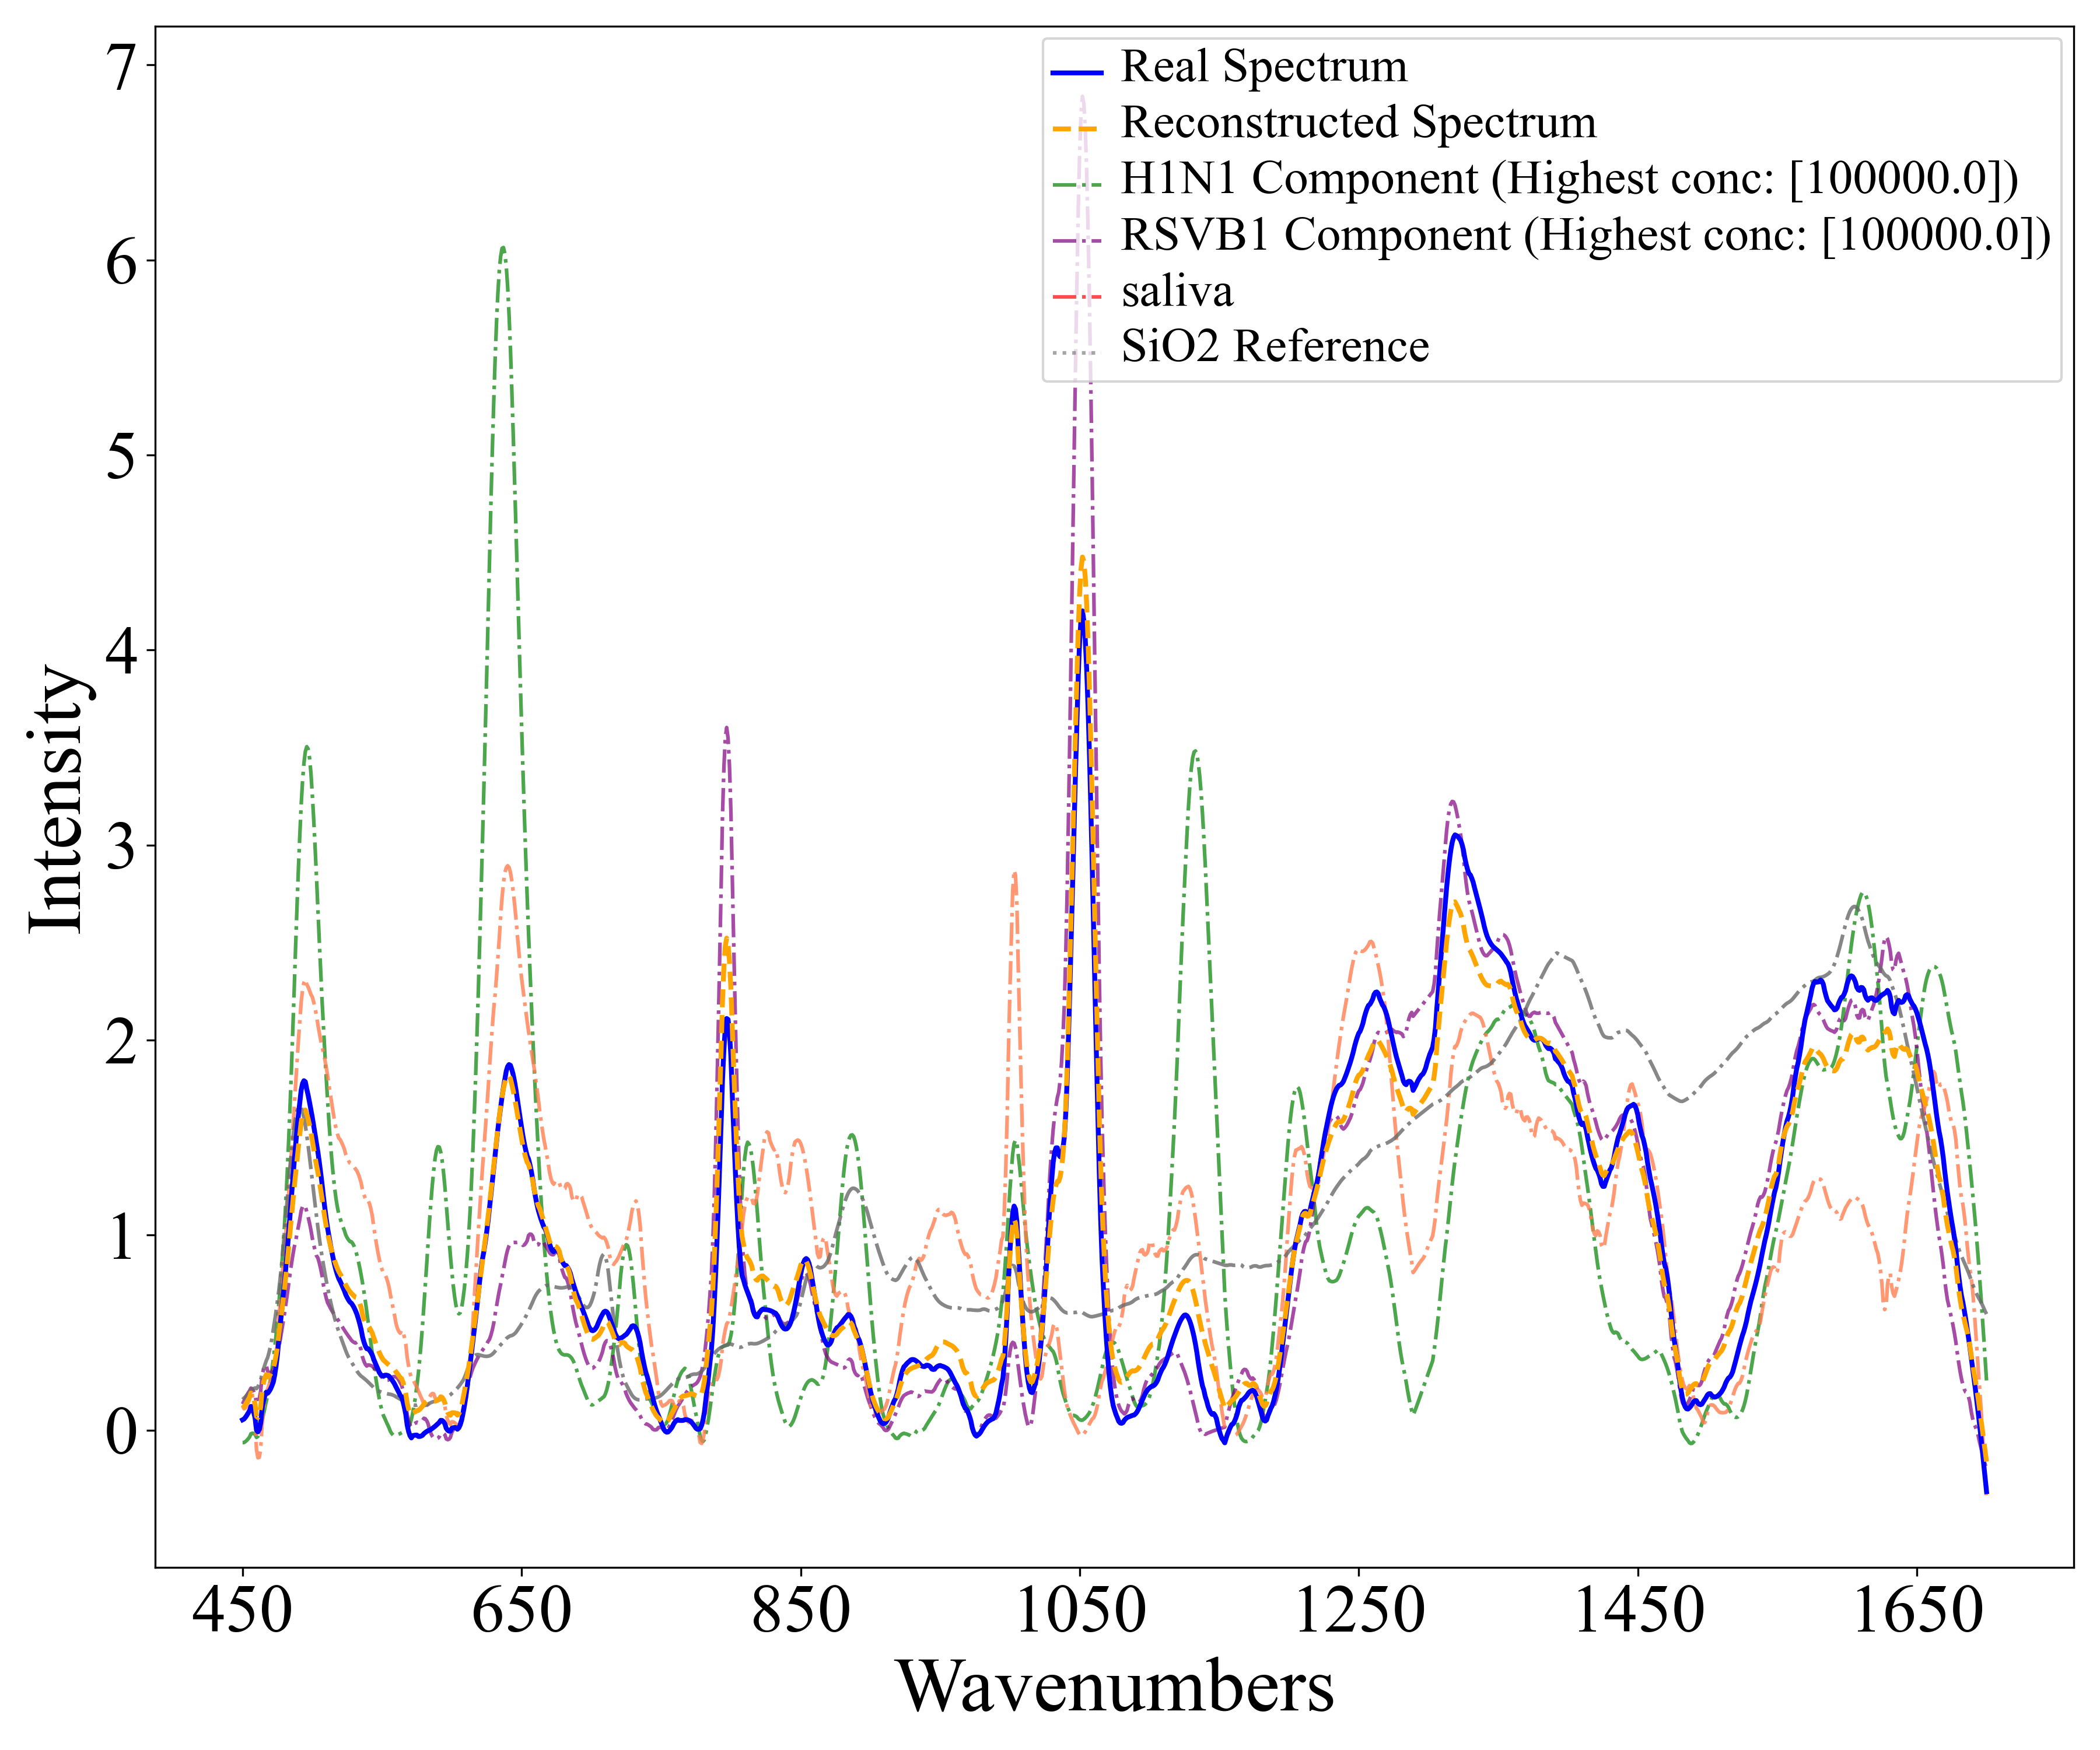 7
6
5
4
3
2
1
0
Intensity
Real Spectrum
Reconstructed Spectrum
H1N1 Component (Highest conc: [100000.0])
RSVB1 Component (Highest conc: [100000.0])
saliva
SiO2 Reference
450 650 850 1050 1250 1450 1650
Wavenumbers